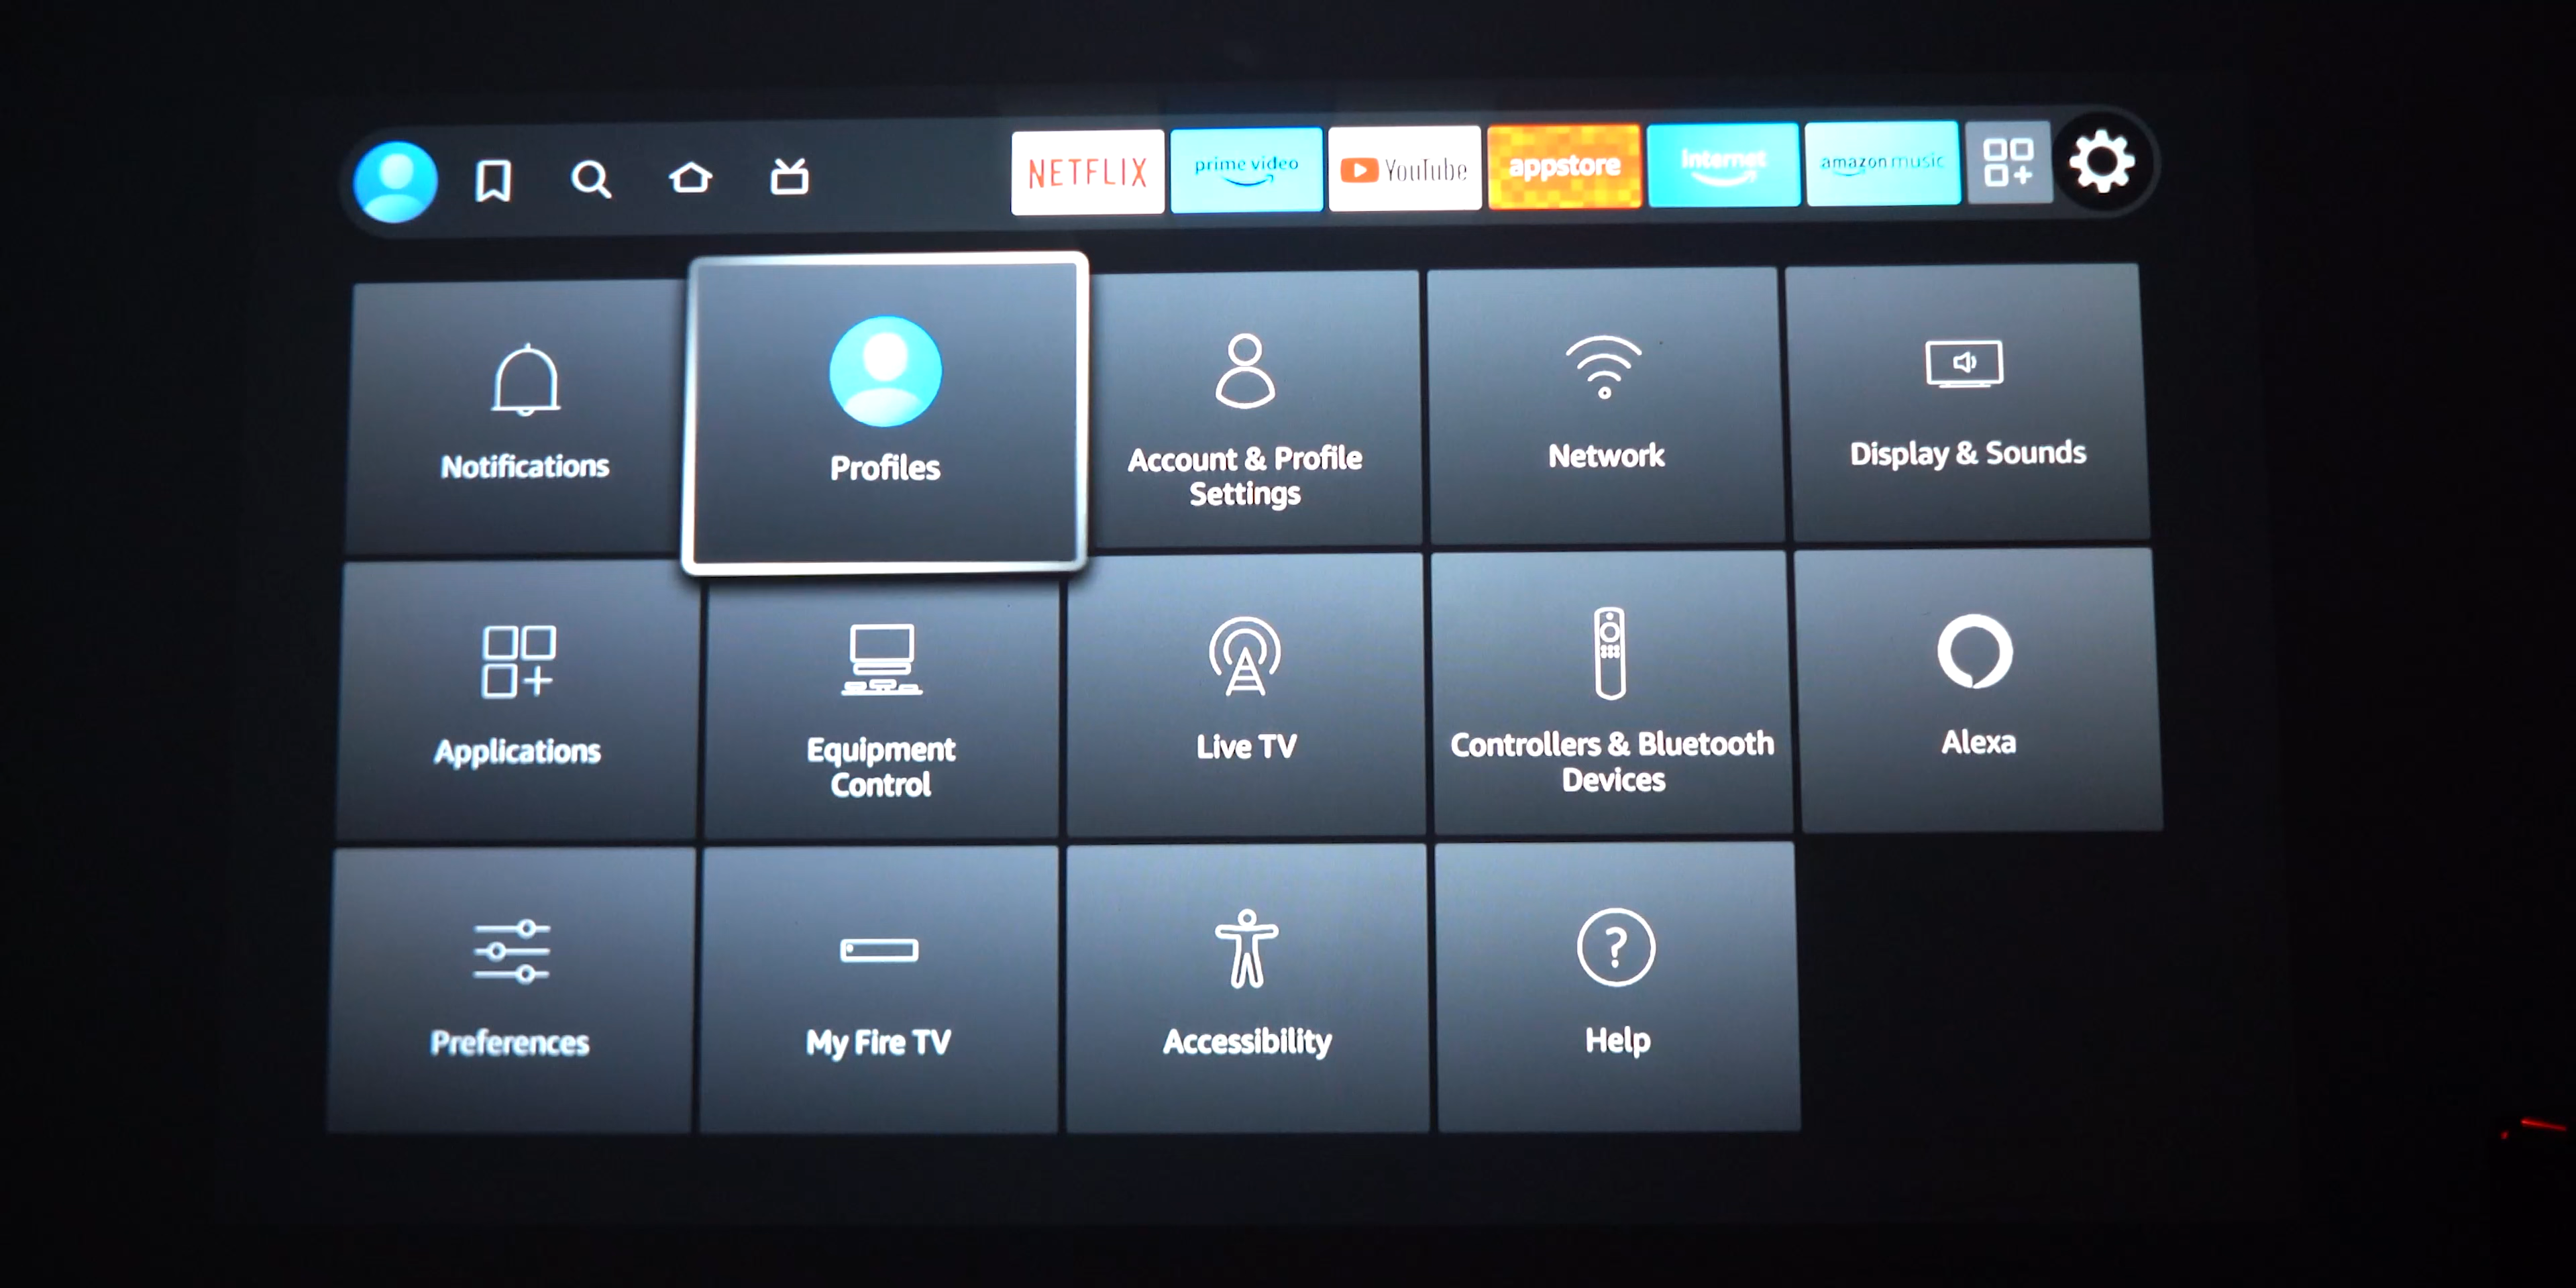 NETFLIX
prime video
YouTube
appstore
Internet
amazon music
Notifications
Profiles
Account & Profile
Settings
Network
Display & Sounds
Applications
Equipment
Control
Live TV
Controllers & Bluetooth
Devices
Alexa
Preferences
My Fire TV
Accessibility
?
Help